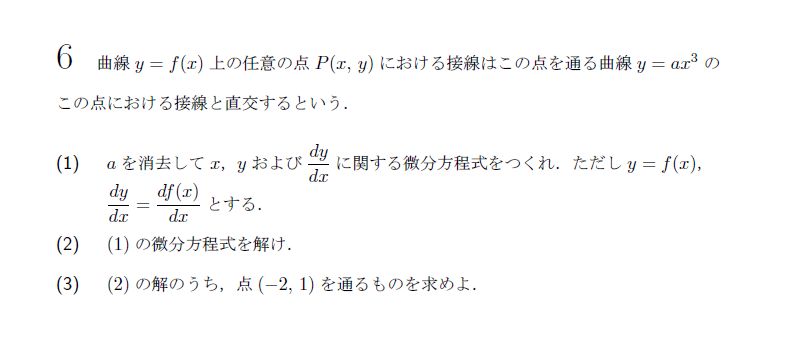 6 曲線 y = f(x) 上の任意の点 P(x, y) における接線はこの点を通る曲線 y = ax³ の
この点における接線と直交するという.
(1) a を消去して x, y および dy/dx に関する微分方程式をつくれ. ただし y = f(x),
dy/dx = df(x)/dx とする.
(2) (1) の微分方程式を解け.
(3) (2) の解のうち, 点 (−2, 1) を通るものを求めよ.